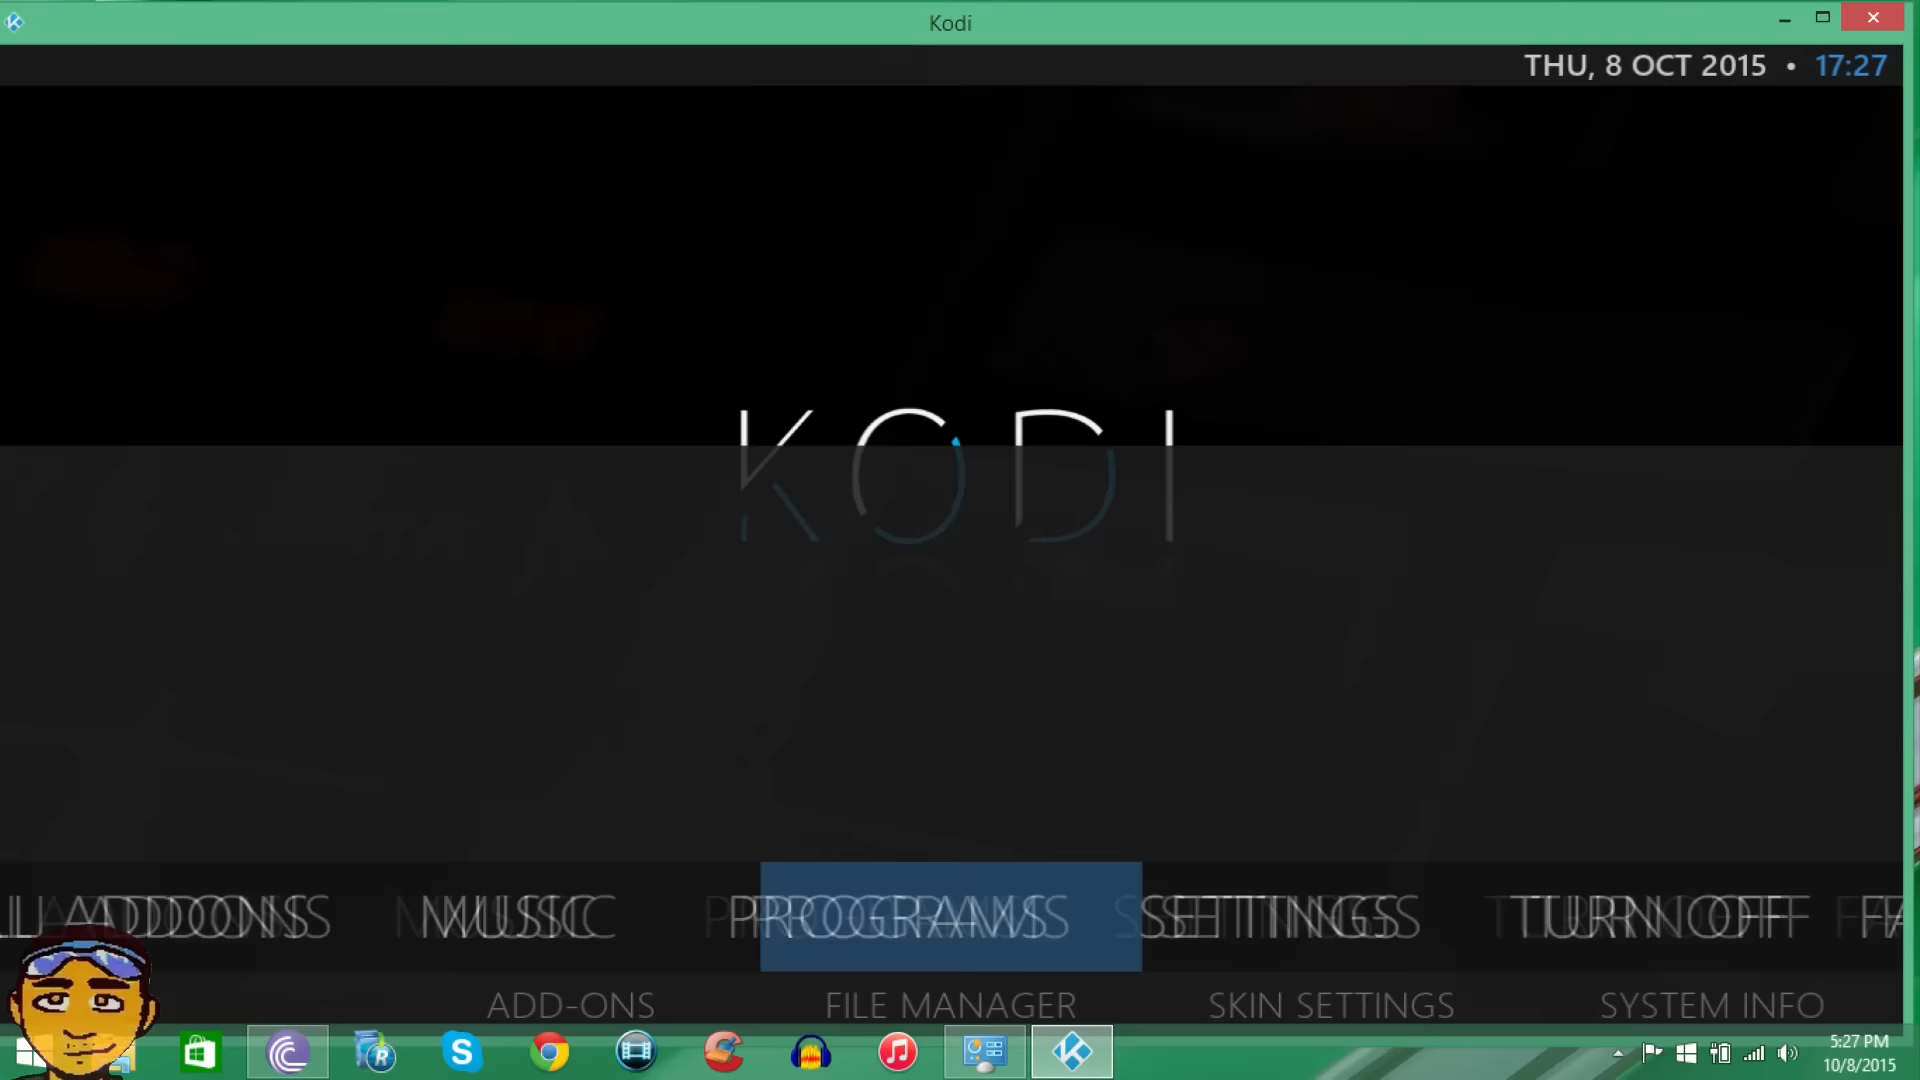 Kodi
THU, 8 OCT 2015 • 17:27
KODI
ADDONS MUSIC PROGRAMS SETTINGS TURN OFF
ADD-ONS FILE MANAGER SKIN SETTINGS SYSTEM INFO
5:27 PM
10/8/2015